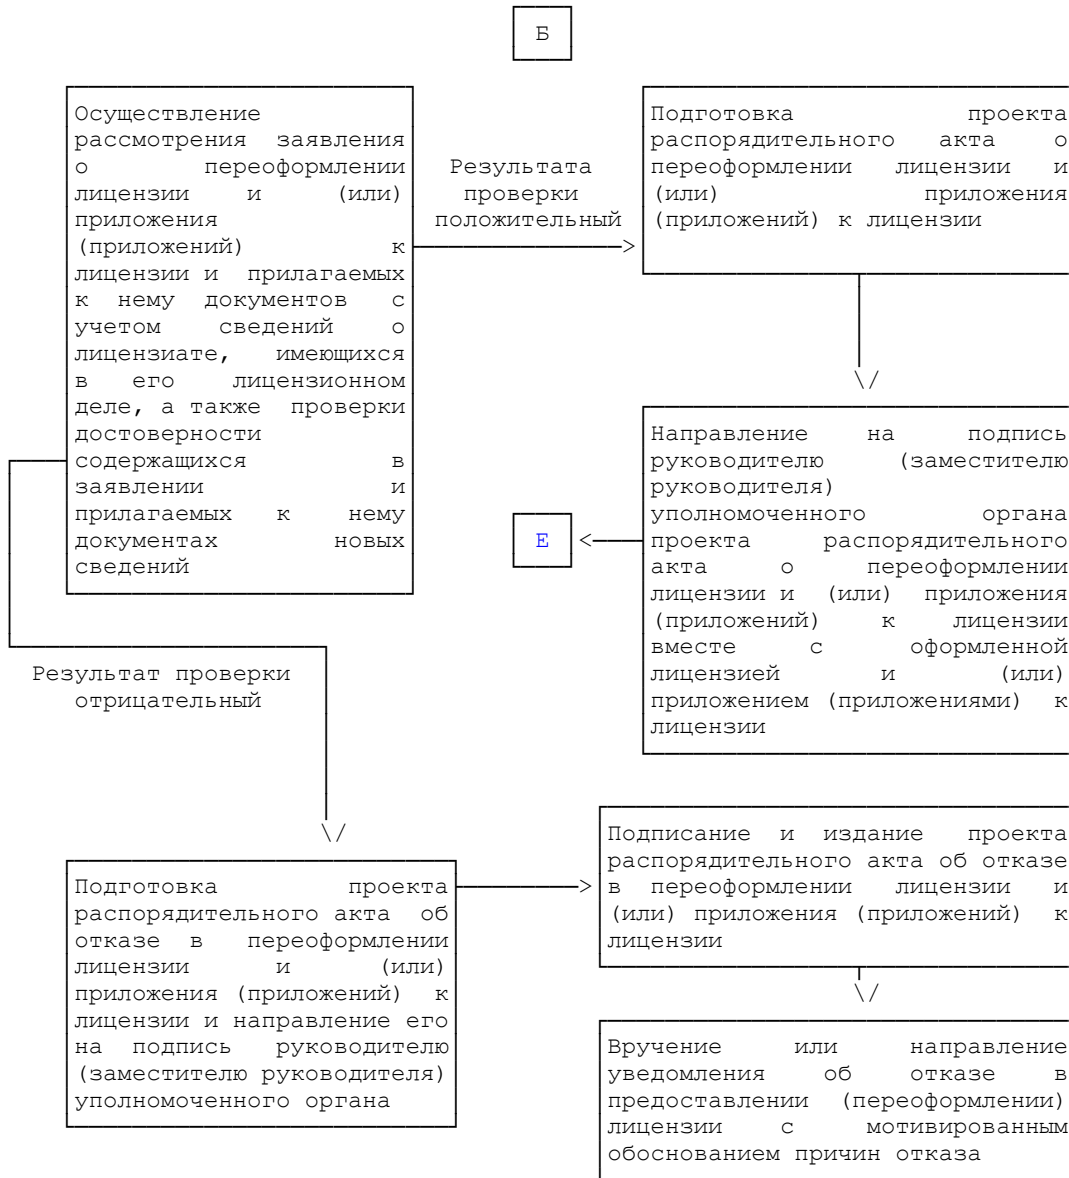 Б
Осуществление
рассмотрения заявления
о переоформлении
лицензии и (или)
приложения
(приложений) к
лицензии и прилагаемых
к нему документов с
учетом сведений о
лицензиате, имеющихся
в его лицензионном
деле, а также проверки
достоверности
содержащихся в
заявлении и
прилагаемых к нему
документах новых
сведений
Результата
проверки
положительный
Подготовка проекта
распорядительного акта о
переоформлении лицензии и
(или) приложения
(приложений) к лицензии
Направление на подпись
руководителю (заместителю
руководителя)
уполномоченного органа
проекта распорядительного
акта о переоформлении
лицензии и (или) приложения
(приложений) к лицензии
вместе с оформленной
лицензией и (или)
приложением (приложениями) к
лицензии
Е
Результат проверки
отрицательный
Подготовка проекта
распорядительного акта об
отказе в переоформлении
лицензии и (или)
приложения (приложений) к
лицензии и направление его
на подпись руководителю
(заместителю руководителя)
уполномоченного органа
Подписание и издание проекта
распорядительного акта об отказе
в переоформлении лицензии и
(или) приложения (приложений) к
лицензии
Вручение или направление
уведомления об отказе в
предоставлении (переоформлении)
лицензии с мотивированным
обоснованием причин отказа